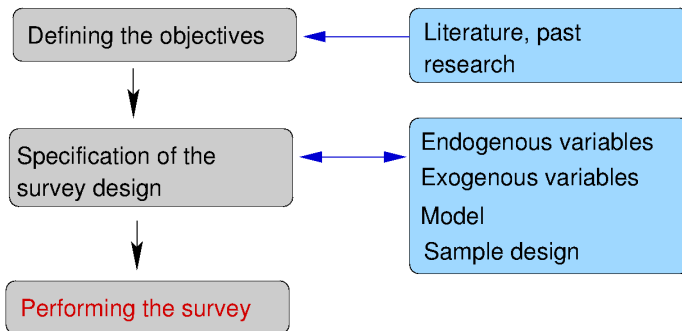 Defining the objectives
Literature, past
research
Specification of the
survey design
Endogenous variables
Exogenous variables
Model
Sample design
Performing the survey